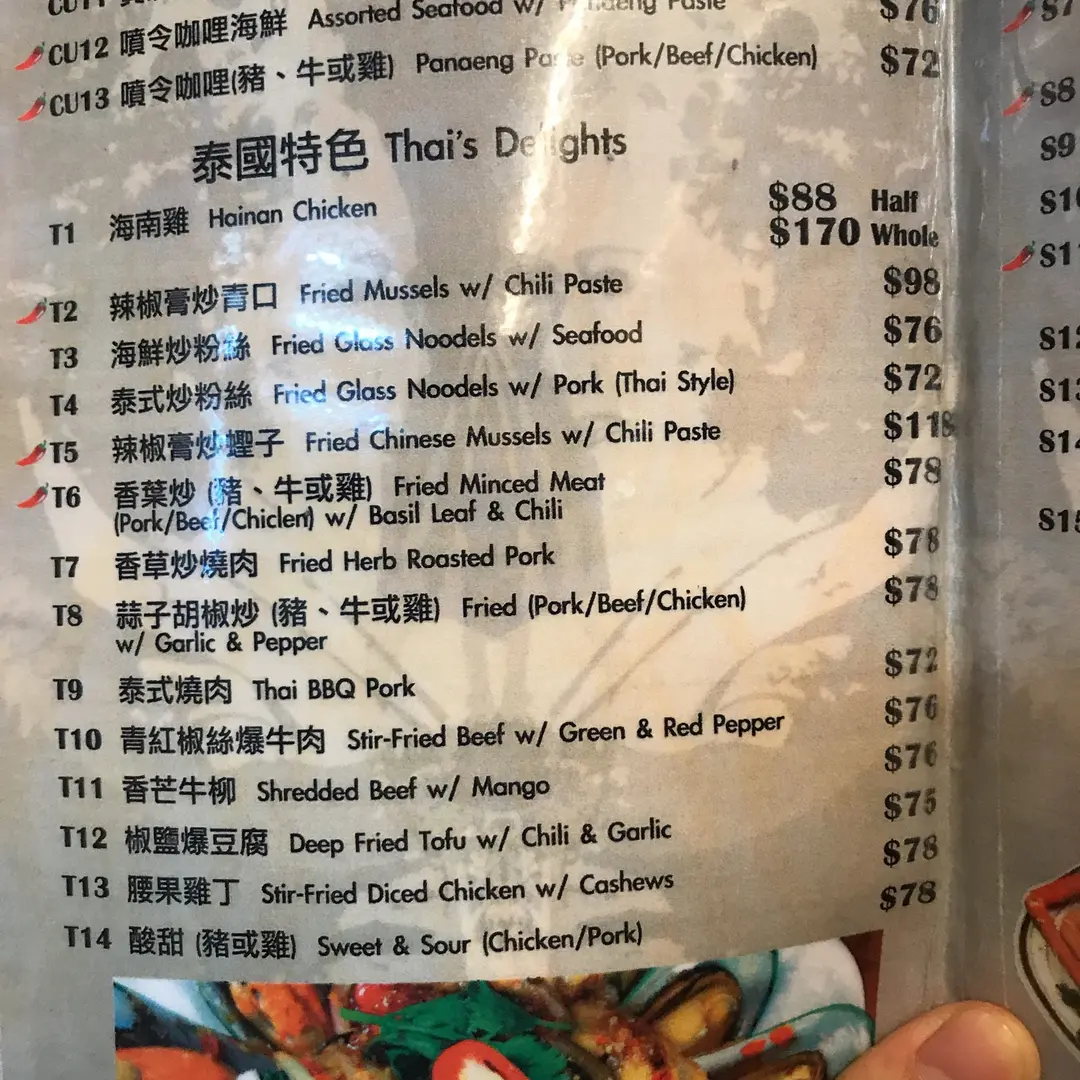 CU12 噴令咖哩海鮮 Assorted Seafood w/ Paste $76
CU13 噴令咖哩(豬、牛或雞) Panaeng (Pork/Beef/Chicken) $72
泰國特色 Thai's Delights
T1 海南雞 Hainan Chicken $88 Half
$170 Whole
T2 辣椒膏炒青口 Fried Mussels w/ Chili Paste $98
T3 海鮮炒粉絲 Fried Glass Noodels w/ Seafood $76
T4 泰式炒粉絲 Fried Glass Noodels w/ Pork (Thai Style) $72
T5 辣椒膏炒蟶子 Fried Chinese Mussels w/ Chili Paste $118
T6 香葉炒 (豬、牛或雞) Fried Minced Meat $78
(Pork/Beef/Chiclen) w/ Basil Leaf & Chili
T7 香草炒燒肉 Fried Herb Roasted Pork $78
T8 蒜子胡椒炒 (豬、牛或雞) Fried (Pork/Beef/Chicken) $78
w/ Garlic & Pepper
T9 泰式燒肉 Thai BBQ Pork $72
T10 青紅椒絲爆牛肉 Stir-Fried Beef w/ Green & Red Pepper $76
T11 香芒牛柳 Shredded Beef w/ Mango $76
T12 椒鹽爆豆腐 Deep Fried Tofu w/ Chili & Garlic $75
T13 腰果雞丁 Stir-Fried Diced Chicken w/ Cashews $78
T14 酸甜 (豬或雞) Sweet & Sour (Chicken/Pork) $78
S8
S9